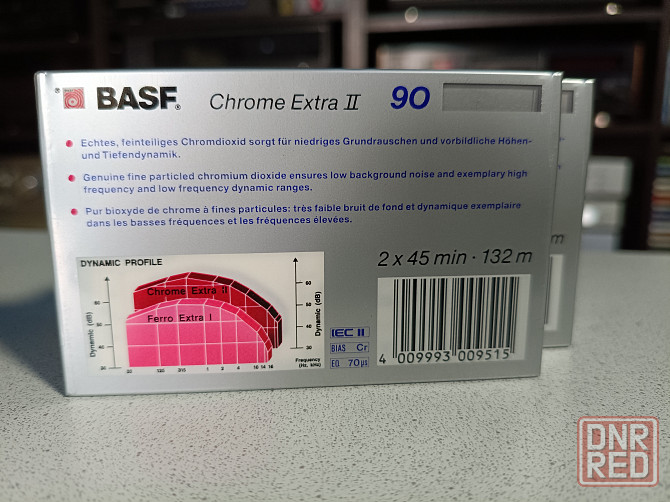 BASF® Chrome Extra II 90
• Echtes, feinteiliges Chromdioxid sorgt für niedriges Grundrauschen und vorbildliche Höhen-
und Tiefendynamik.
• Genuine fine particled chromium dioxide ensures low background noise and exemplary high
frequency and low frequency dynamic ranges.
• Pur bioxyde de chrome à fines particules: très faible bruit de fond et dynamique exemplaire
dans les basses fréquences et les fréquences élevées.
DYNAMIC PROFILE
Chrome Extra II
Ferro Extra I
Dynamic (dB)
Dynamic (dB)
Frequency
(Hz, kHz)
2 x 45 min · 132 m
IEC II
BIAS Cr
EQ 70µs
4 009993 009515
m
DNR
RED